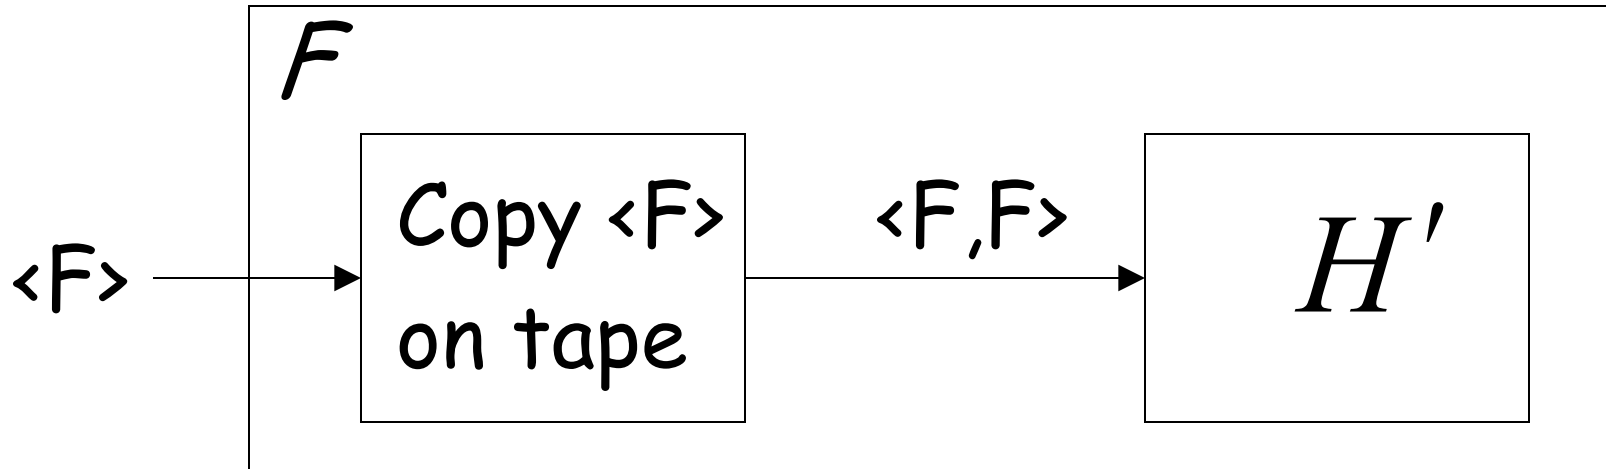 F
<F>
Copy <F>
on tape
<F,F>
H'